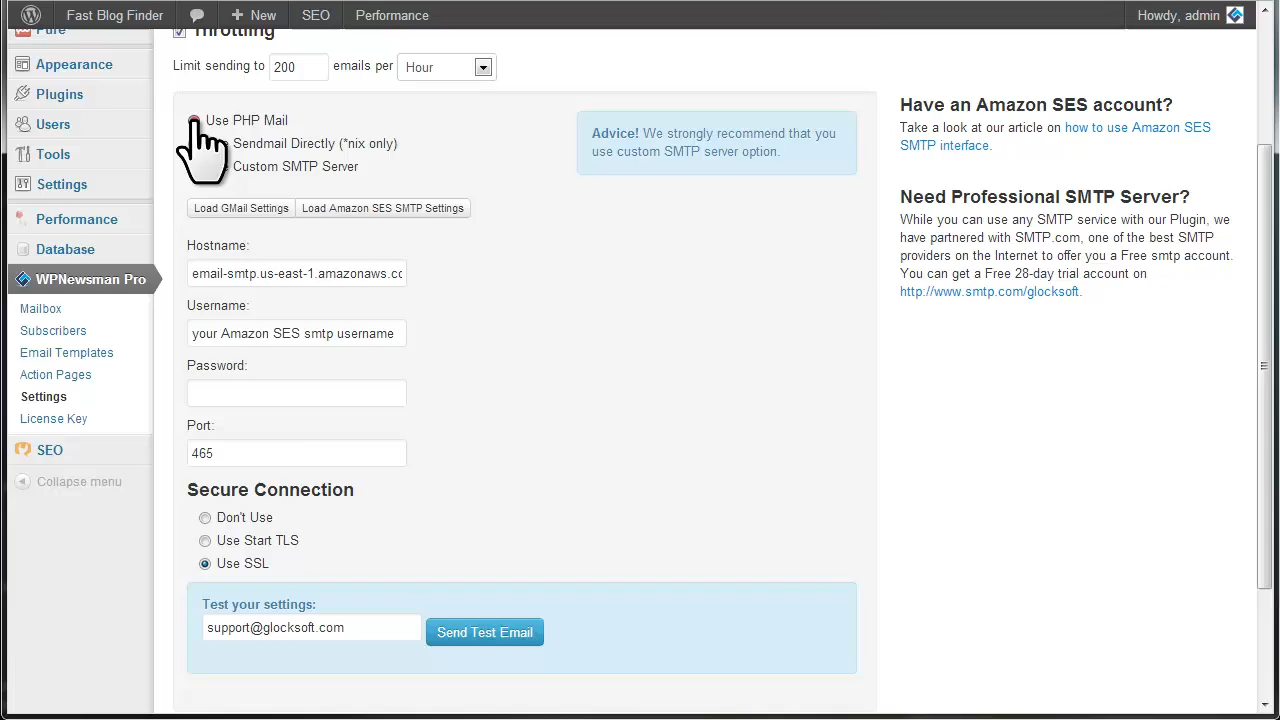 Fast Blog Finder
New
SEO
Performance
Howdy, admin
Pure
Appearance
Plugins
Users
Tools
Settings
Performance
Database
WPNewsman Pro
Mailbox
Subscribers
Email Templates
Action Pages
Settings
License Key
SEO
Collapse menu
Throttling
Limit sending to 200 emails per Hour
Use PHP Mail
Sendmail Directly (*nix only)
Custom SMTP Server
Advice! We strongly recommend that you
use custom SMTP server option.
Load GMail Settings
Load Amazon SES SMTP Settings
Hostname:
email-smtp.us-east-1.amazonaws.co
Username:
your Amazon SES smtp username
Password:
Port:
465
Secure Connection
Don't Use
Use Start TLS
Use SSL
Test your settings:
support@glocksoft.com
Send Test Email
Have an Amazon SES account?
Take a look at our article on how to use Amazon SES
SMTP interface.
Need Professional SMTP Server?
While you can use any SMTP service with our Plugin, we
have partnered with SMTP.com, one of the best SMTP
providers on the Internet to offer you a Free smtp account.
You can get a Free 28-day trial account on
http://www.smtp.com/glocksoft.